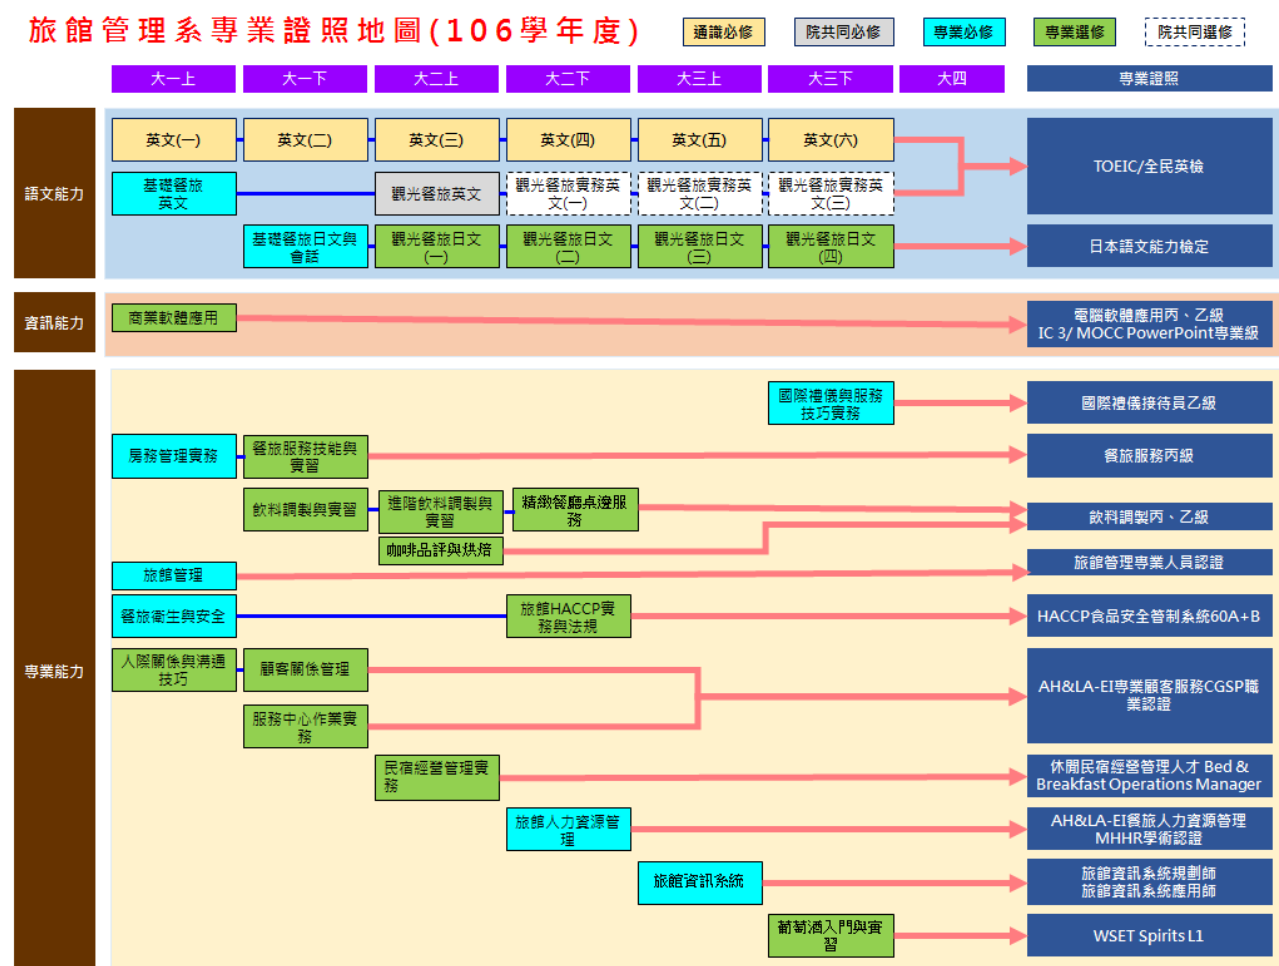 旅館管理系專業證照地圖(106學年度)
通識必修
院共同必修
專業必修
專業選修
院共同選修
大一上
大一下
大二上
大二下
大三上
大三下
大四
專業證照
語文能力
英文(一)
英文(二)
英文(三)
英文(四)
英文(五)
英文(六)
TOEIC/全民英檢
基礎餐旅
英文
觀光餐旅英文
觀光餐旅實務英
文(一)
觀光餐旅實務英
文(二)
觀光餐旅實務英
文(三)
基礎餐旅日文與
會話
觀光餐旅日文
(一)
觀光餐旅日文
(二)
觀光餐旅日文
(三)
觀光餐旅日文
(四)
日本語文能力檢定
資訊能力
商業軟體應用
電腦軟體應用丙、乙級
IC 3/ MOCC PowerPoint專業級
專業能力
國際禮儀與服務
技巧實務
國際禮儀接待員乙級
房務管理實務
餐旅服務技能與
實習
餐旅服務丙級
飲料調製與實習
進階飲料調製與
實習
精緻餐廳桌邊服
務
飲料調製丙、乙級
咖啡品評與烘焙
旅館管理
旅館管理專業人員認證
餐旅衛生與安全
旅館HACCP實
務與法規
HACCP食品安全管制系統60A+B
人際關係與溝通
技巧
顧客關係管理
AH&LA-EI專業顧客服務CGSP職
業認證
服務中心作業實
務
民宿經營管理實
務
休閒民宿經營管理人才 Bed &
Breakfast Operations Manager
旅館人力資源管
理
AH&LA-EI餐旅人力資源管理
MHHR學術認證
旅館資訊系統
旅館資訊系統規劃師
旅館資訊系統應用師
葡萄酒入門與實
習
WSET Spirits L1